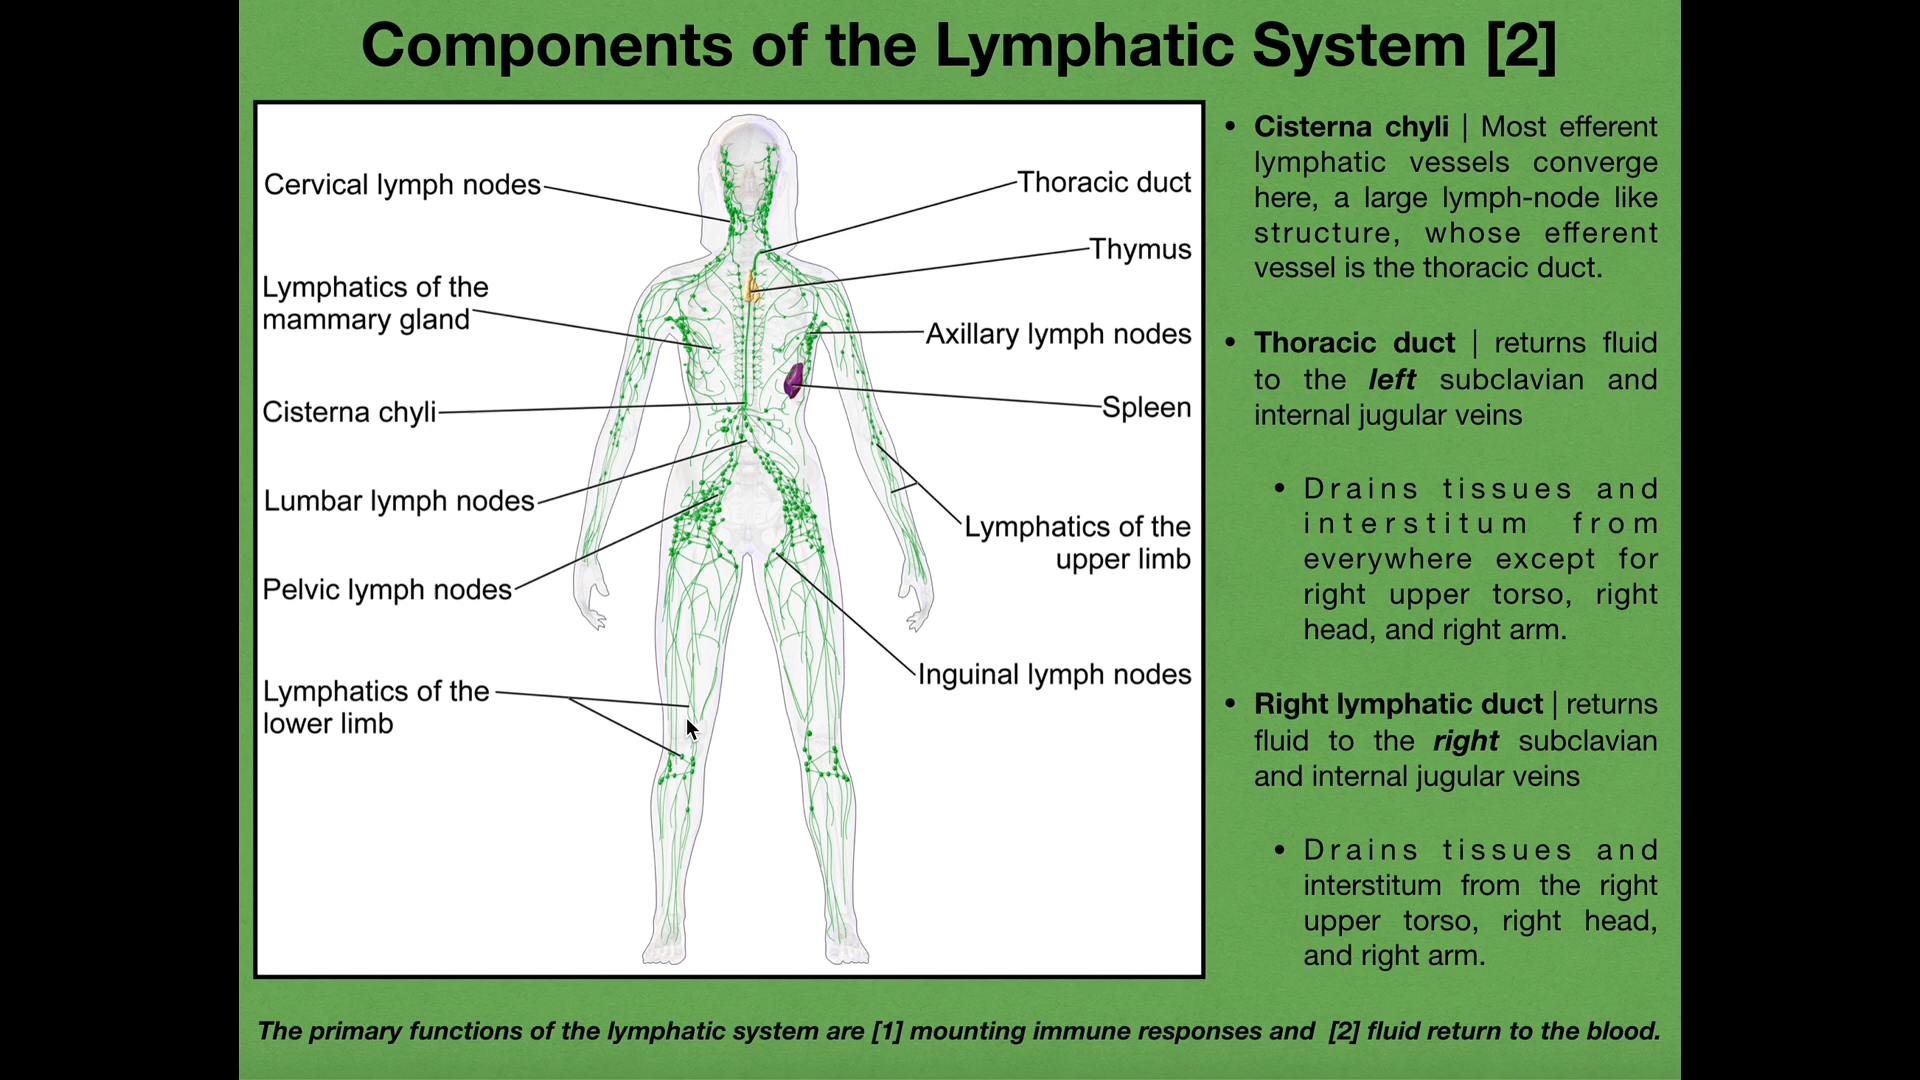 Components of the Lymphatic System [2]
Cervical lymph nodes
Lymphatics of the
mammary gland
Cisterna chyli
Lumbar lymph nodes
Pelvic lymph nodes
Lymphatics of the
lower limb
Thoracic duct
Thymus
Axillary lymph nodes
Spleen
Lymphatics of the
upper limb
Inguinal lymph nodes
• Cisterna chyli | Most efferent
lymphatic vessels converge
here, a large lymph-node like
structure, whose efferent
vessel is the thoracic duct.
• Thoracic duct | returns fluid
to the left subclavian and
internal jugular veins
• Drains tissues and
interstitum from
everywhere except for
right upper torso, right
head, and right arm.
• Right lymphatic duct | returns
fluid to the right subclavian
and internal jugular veins
• Drains tissues and
interstitum from the right
upper torso, right head,
and right arm.
The primary functions of the lymphatic system are [1] mounting immune responses and [2] fluid return to the blood.